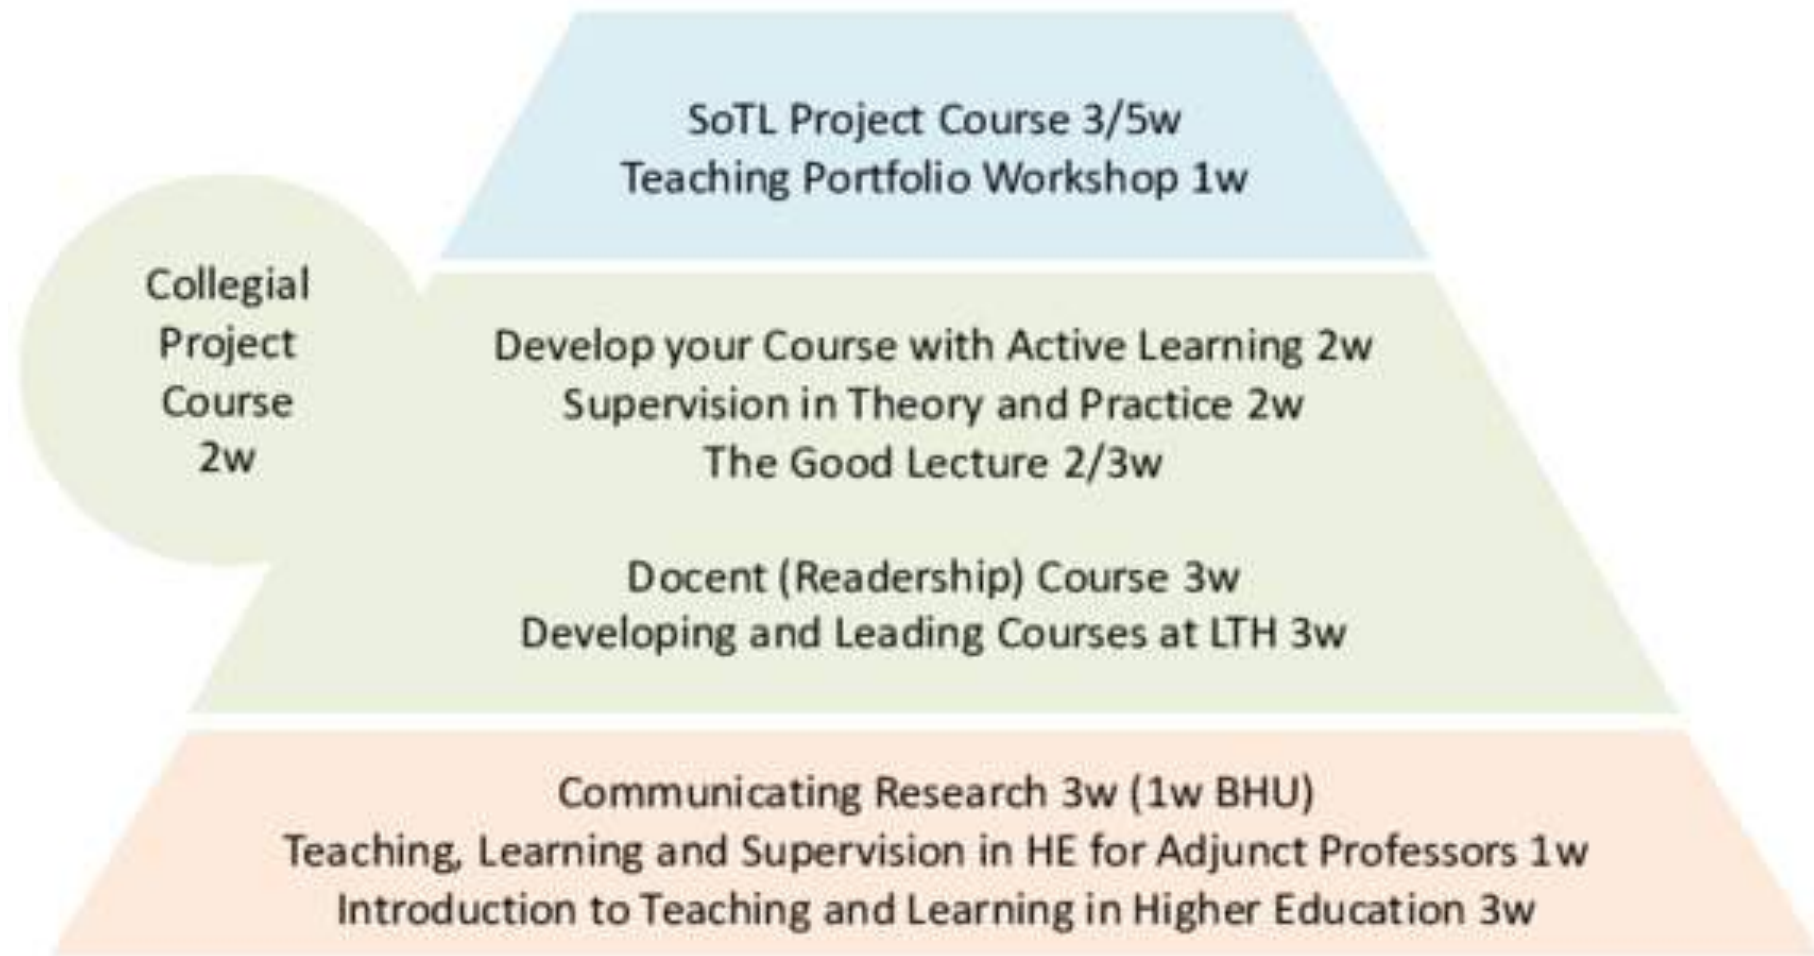 SoTL Project Course 3/5w
Teaching Portfolio Workshop 1w
Collegial
Project
Course
2w
Develop your Course with Active Learning 2w
Supervision in Theory and Practice 2w
The Good Lecture 2/3w
Docent (Readership) Course 3w
Developing and Leading Courses at LTH 3w
Communicating Research 3w (1w BHU)
Teaching, Learning and Supervision in HE for Adjunct Professors 1w
Introduction to Teaching and Learning in Higher Education 3w